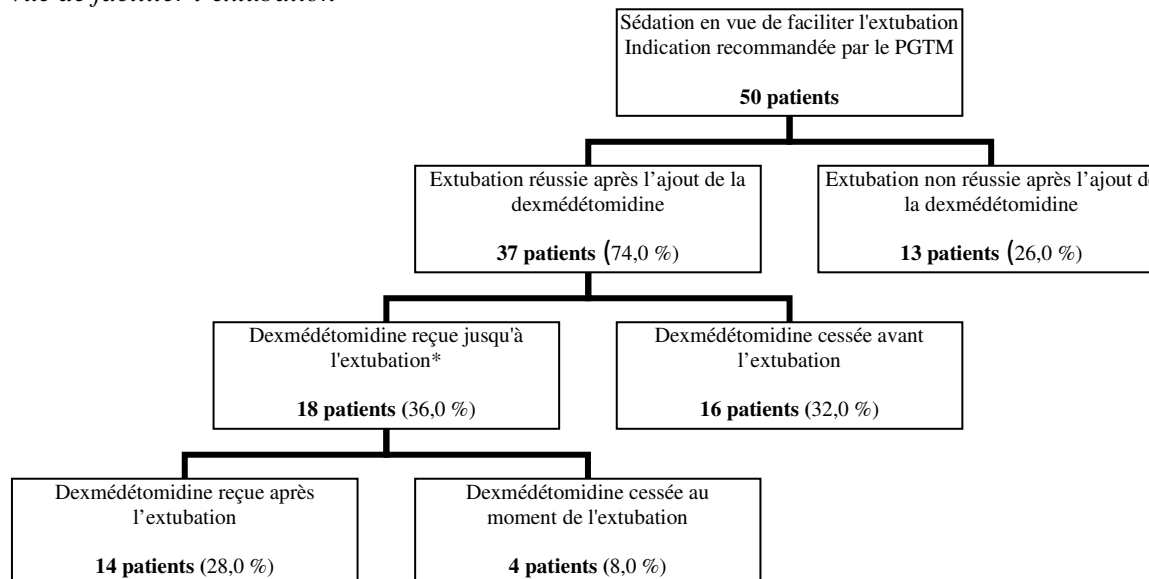 vue de faciliter l'extubation
Sédation en vue de faciliter l'extubation
Indication recommandée par le PGTM
50 patients
Extubation réussie après l’ajout de la
dexmédétomidine
37 patients (74,0 %)
Extubation non réussie après l’ajout de
la dexmédétomidine
13 patients (26,0 %)
Dexmédétomidine reçue jusqu'à
l'extubation*
18 patients (36,0 %)
Dexmédétomidine cessée avant
l’extubation
16 patients (32,0 %)
Dexmédétomidine reçue après
l’extubation
14 patients (28,0 %)
Dexmédétomidine cessée au
moment de l'extubation
4 patients (8,0 %)